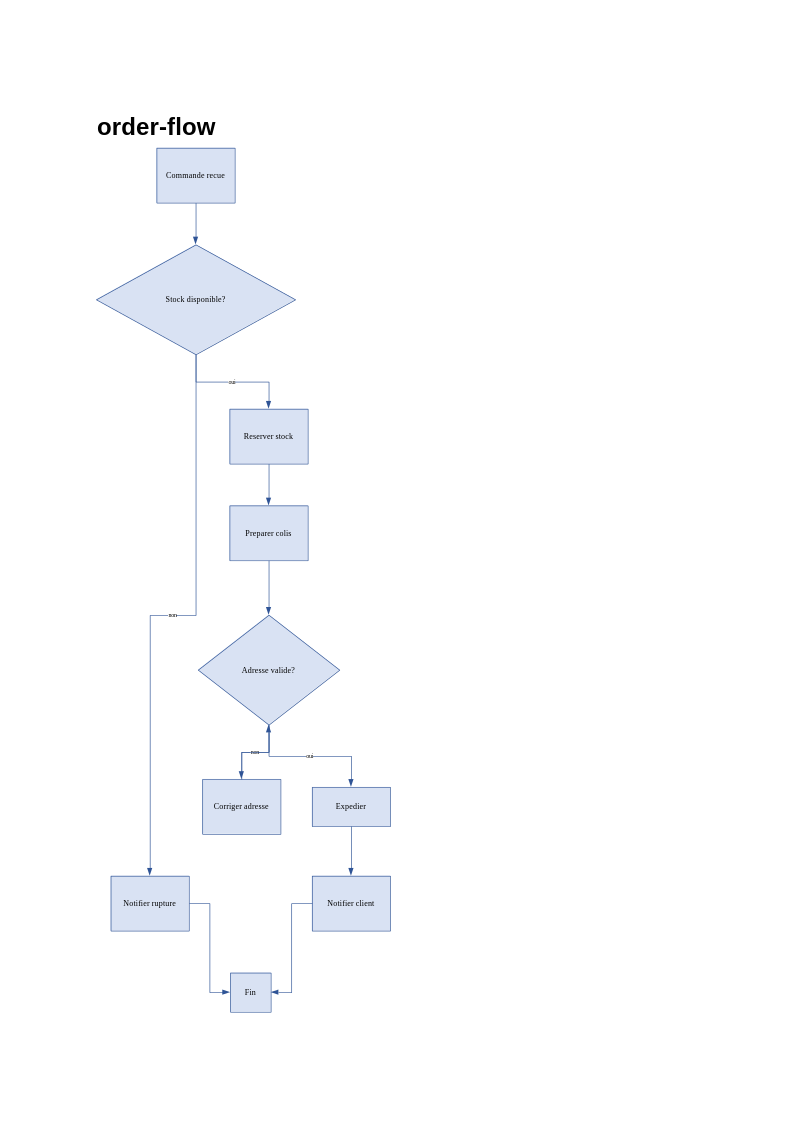 order-flow
Commande recue
Stock disponible?
oui
Reserver stock
Preparer colis
non
Adresse valide?
non
oui
Corriger adresse
Expedier
Notifier rupture
Notifier client
Fin